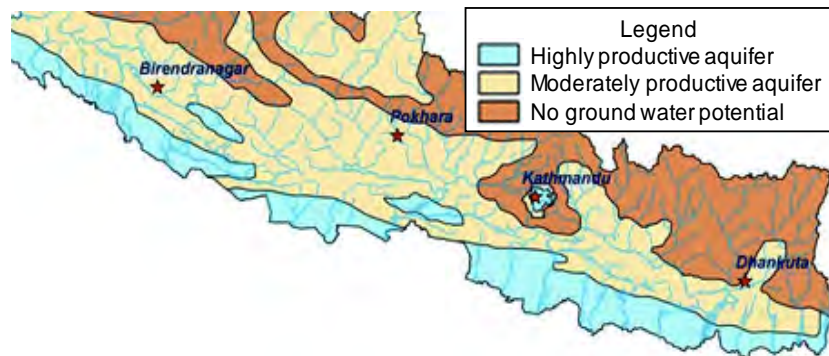 Legend
Highly productive aquifer
Moderately productive aquifer
No ground water potential
Birendranagar
Pokhara
Kathmandu
Dhankuta